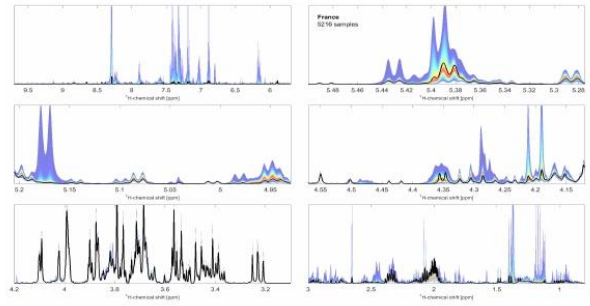 France
5216 samples
9.5 9 8.5 8 7.5 7 6.5 6
¹H-chemical shift [ppm]
5.48 5.46 5.44 5.42 5.4 5.38 5.36 5.34 5.32 5.3 5.28
¹H-chemical shift [ppm]
5.2 5.15 5.1 5.05 5 4.95
¹H-chemical shift [ppm]
4.55 4.5 4.45 4.4 4.35 4.3 4.25 4.2 4.15
¹H-chemical shift [ppm]
4.2 4 3.8 3.6 3.4 3.2
¹H-chemical shift [ppm]
3 2.5 2 1.5 1
¹H-chemical shift [ppm]